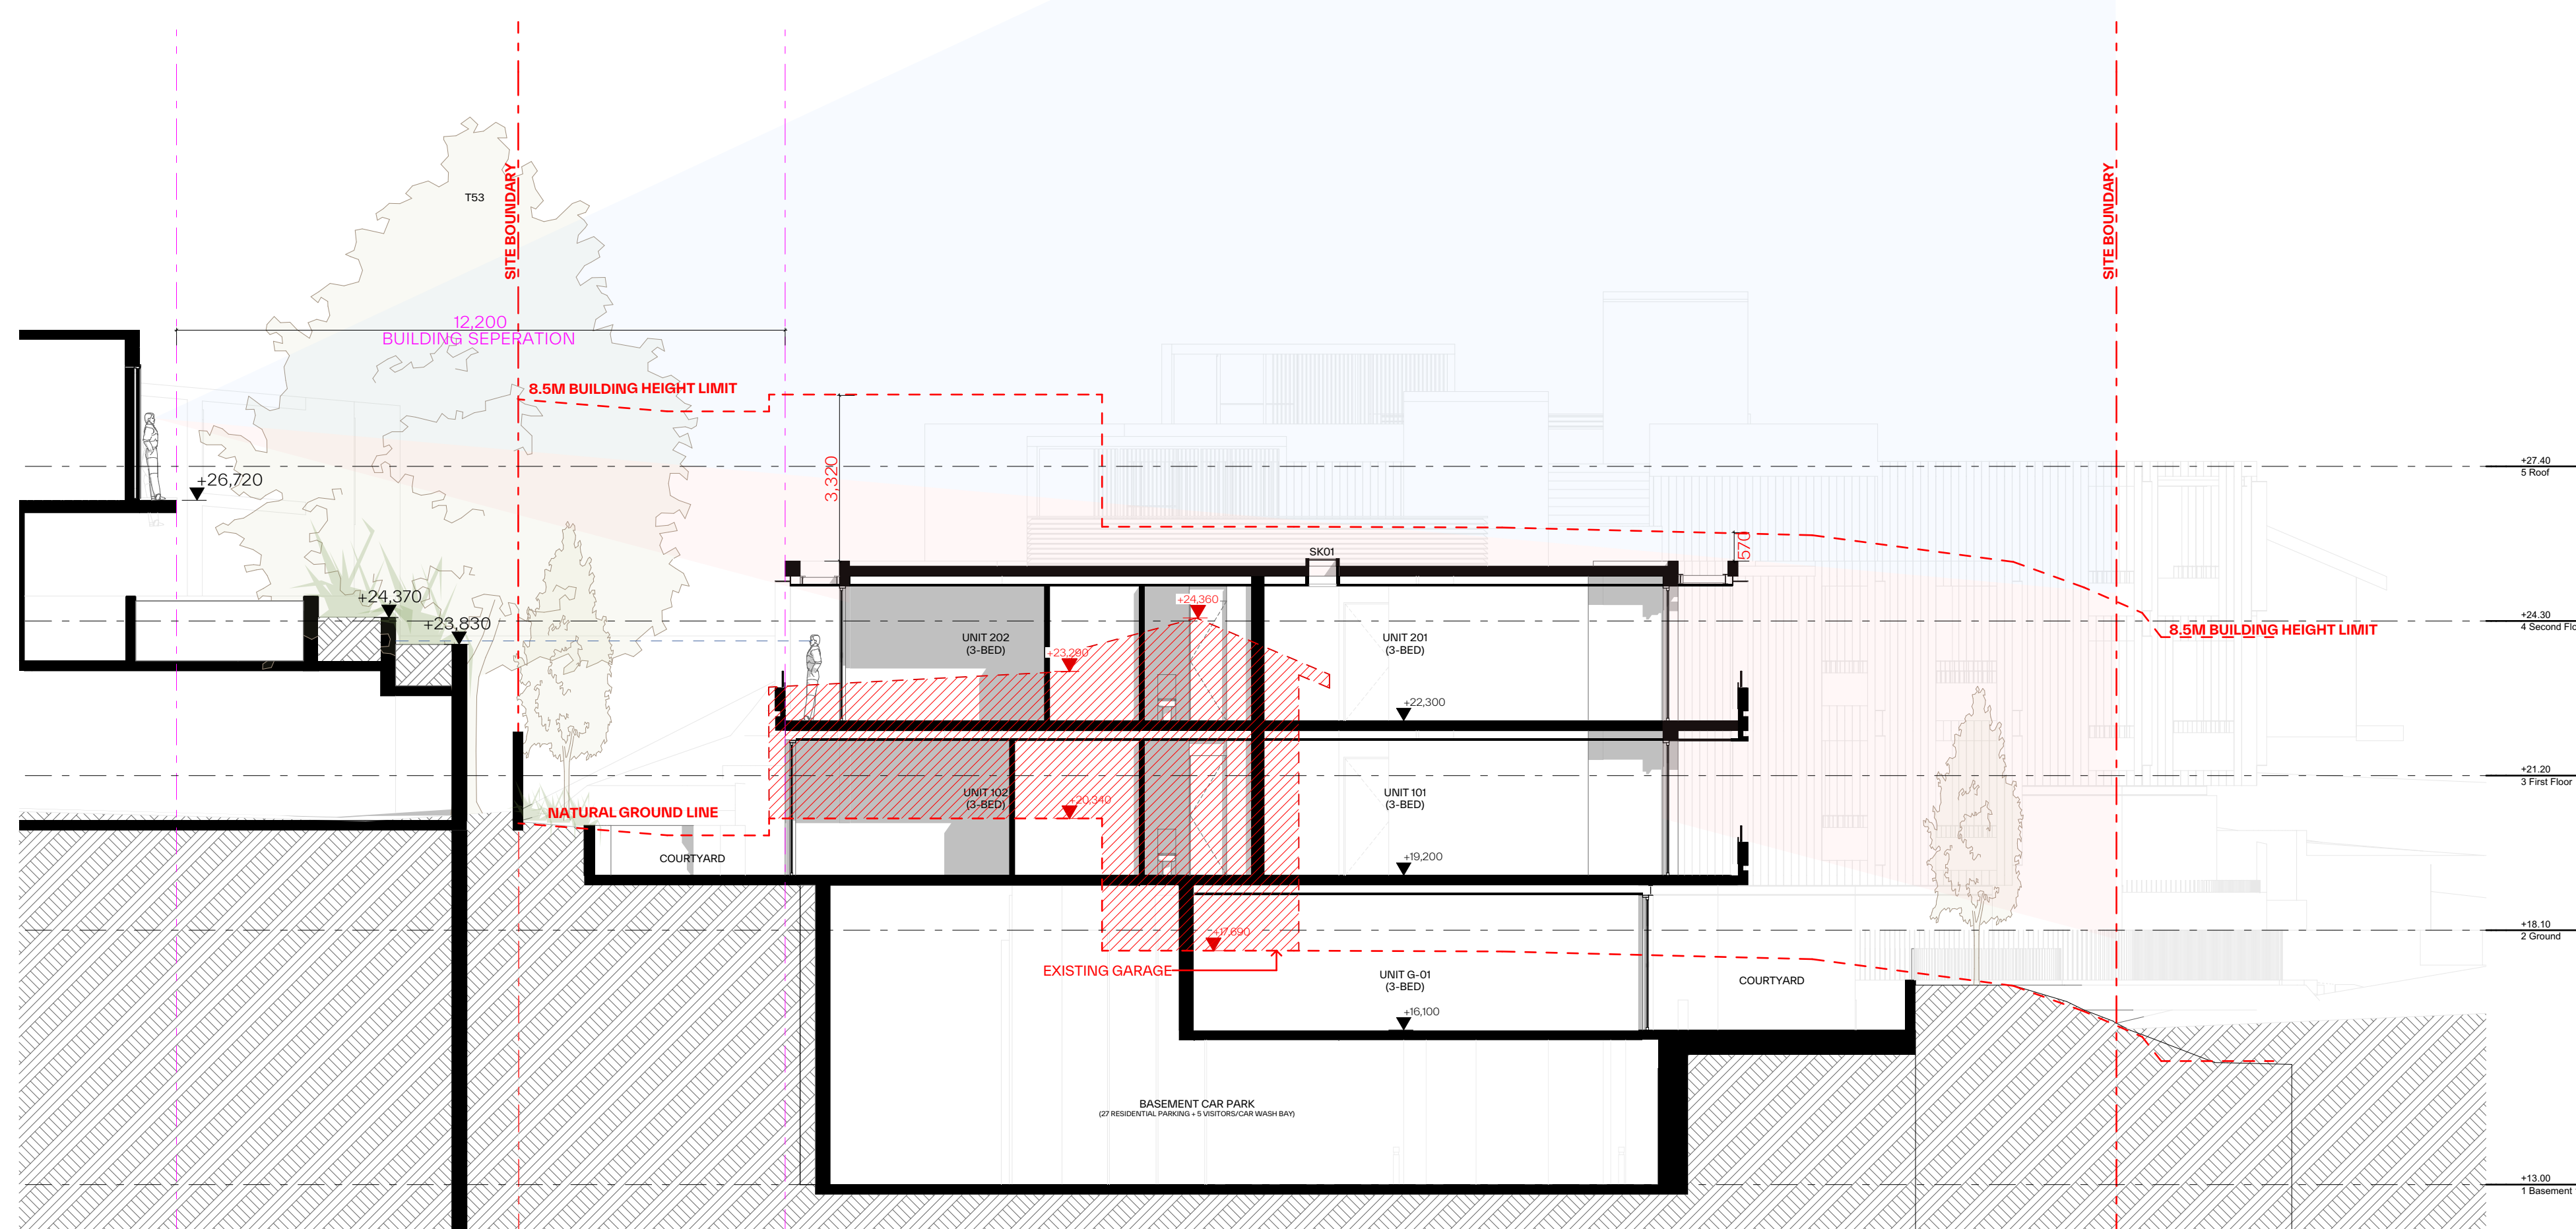 T53
SITE BOUNDARY
SITE BOUNDARY
12,200
BUILDING SEPERATION
8.5M BUILDING HEIGHT LIMIT
3,320
+26,720
+27.40
5 Roof
570
SK01
+24,370
+23,830
+24,360
+24.30
4 Second Flo
8.5M BUILDING HEIGHT LIMIT
UNIT 202
(3-BED)
+23,290
UNIT 201
(3-BED)
+22,300
+21.20
3 First Floor
NATURAL GROUND LINE
UNIT 102
(3-BED)
+20,340
UNIT 101
(3-BED)
COURTYARD
+19,200
+18.10
2 Ground
+17,690
EXISTING GARAGE
UNIT G-01
(3-BED)
COURTYARD
+16,100
BASEMENT CAR PARK
(27 RESIDENTIAL PARKING + 5 VISITORS/CAR WASH BAY)
+13.00
1 Basement